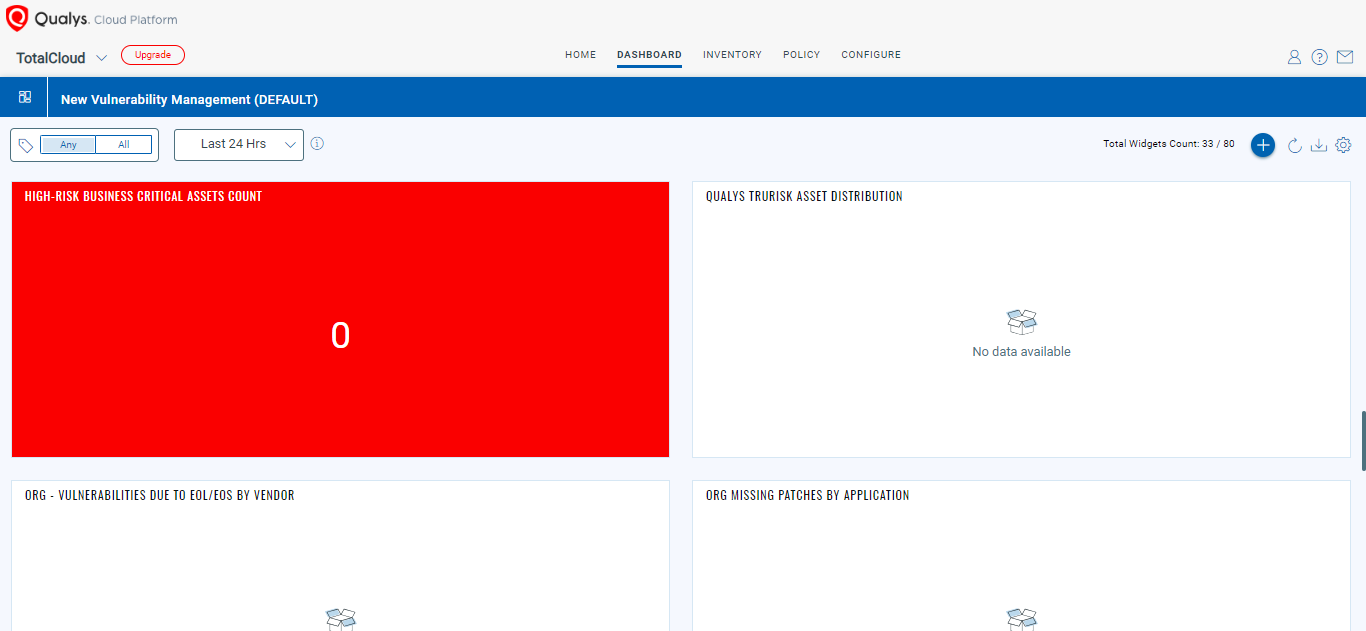 Qualys. Cloud Platform
TotalCloud
Upgrade
HOME
DASHBOARD
INVENTORY
POLICY
CONFIGURE
?
New Vulnerability Management (DEFAULT)
Any
All
Last 24 Hrs
i
Total Widgets Count: 33 / 80
HIGH-RISK BUSINESS CRITICAL ASSETS COUNT
0
QUALYS TRURISK ASSET DISTRIBUTION
No data available
ORG - VULNERABILITIES DUE TO EOL/EOS BY VENDOR
ORG MISSING PATCHES BY APPLICATION